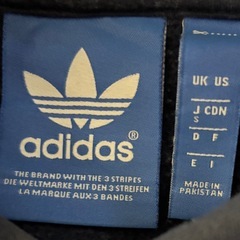 adidas
THE BRAND WITH THE 3 STRIPES
DIE WELTMARKE MIT DEN 3 STREIFEN
LA MARQUE AUX 3 BANDES
UK US
J CDN
S
D F
E I
MADE IN
PAKISTAN